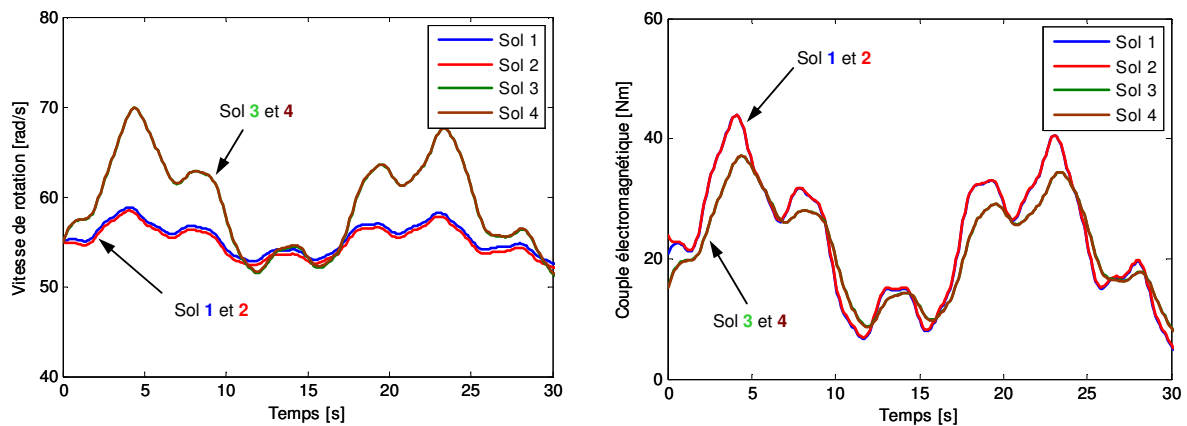 Vitesse de rotation [rad/s]
80
70
60
50
40
0
5
10
15
20
25
30
Temps [s]
Sol 1
Sol 2
Sol 3
Sol 4
Sol 3 et 4
Sol 1 et 2
Couple électromagnétique [Nm]
60
40
20
0
0
5
10
15
20
25
30
Temps [s]
Sol 1
Sol 2
Sol 3
Sol 4
Sol 1 et 2
Sol 3 et 4